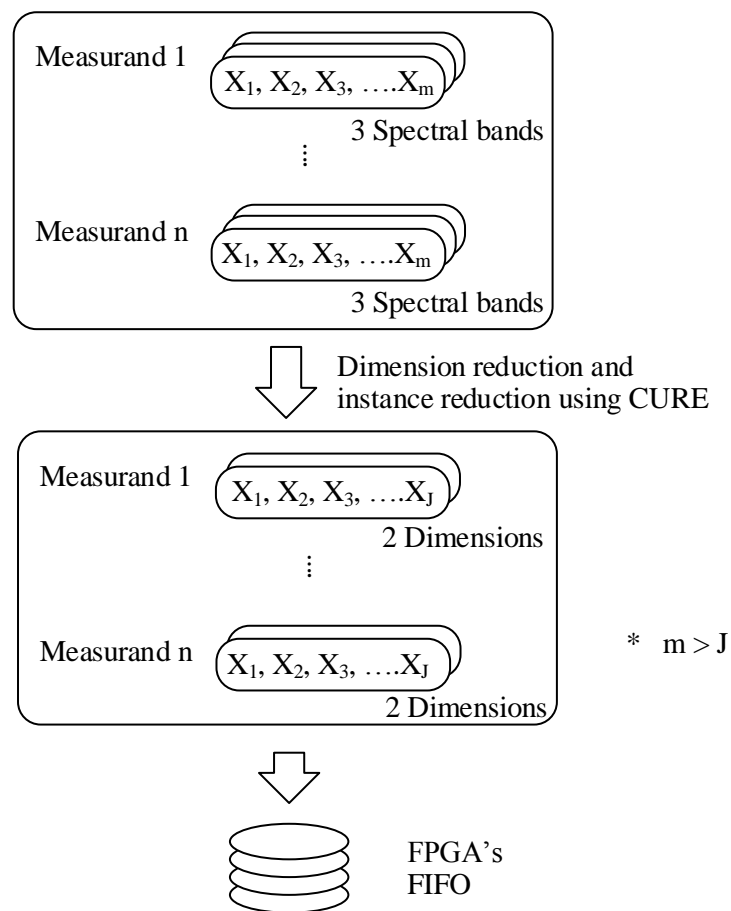 Measurand 1
X₁, X₂, X₃, ….Xₘ
3 Spectral bands
Measurand n
X₁, X₂, X₃, ….Xₘ
3 Spectral bands
Dimension reduction and
instance reduction using CURE
Measurand 1
X₁, X₂, X₃, ….X_J
2 Dimensions
Measurand n
X₁, X₂, X₃, ….X_J
2 Dimensions
* m > J
FPGA’s
FIFO